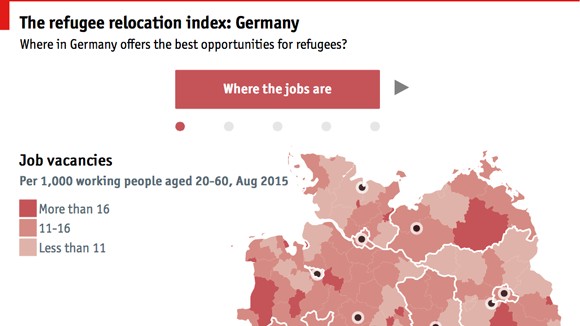 The refugee relocation index: Germany
Where in Germany offers the best opportunities for refugees?
Where the jobs are
Job vacancies
Per 1,000 working people aged 20-60, Aug 2015
More than 16
11-16
Less than 11